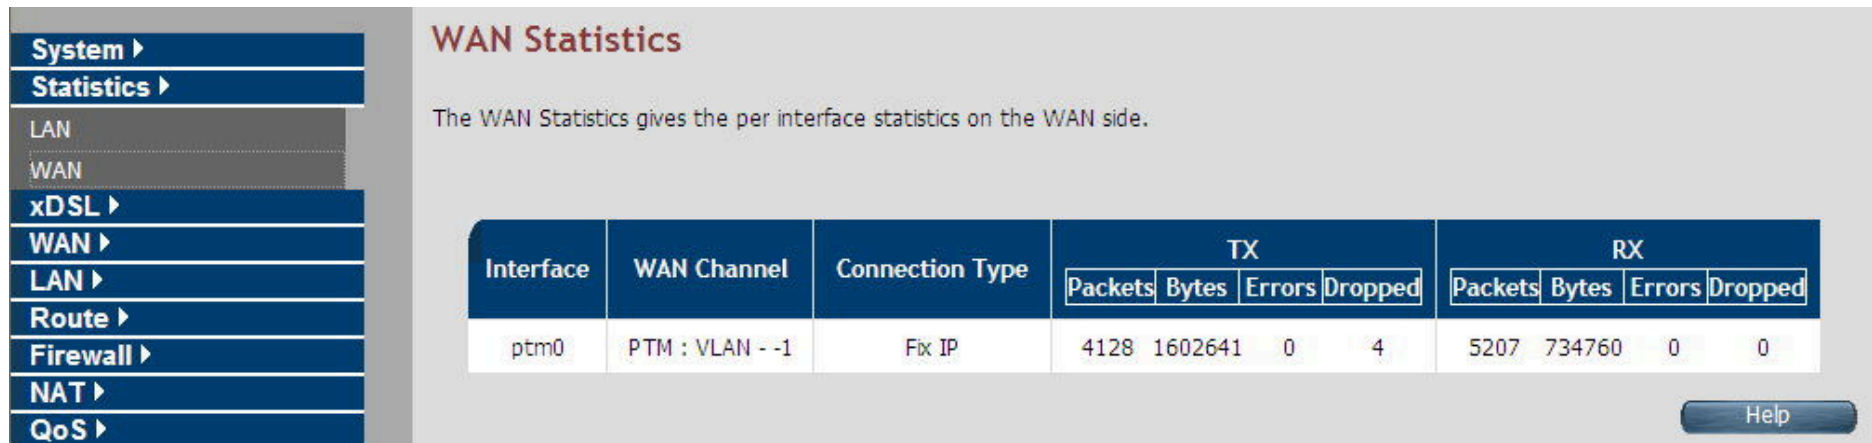 System
Statistics
LAN
WAN
xDSL
WAN
LAN
Route
Firewall
NAT
QoS
WAN Statistics
The WAN Statistics gives the per interface statistics on the WAN side.
Interface WAN Channel Connection Type TX RX
Packets Bytes Errors Dropped Packets Bytes Errors Dropped
ptm0 PTM : VLAN - -1 Fix IP 4128 1602641 0 4 5207 734760 0 0
Help